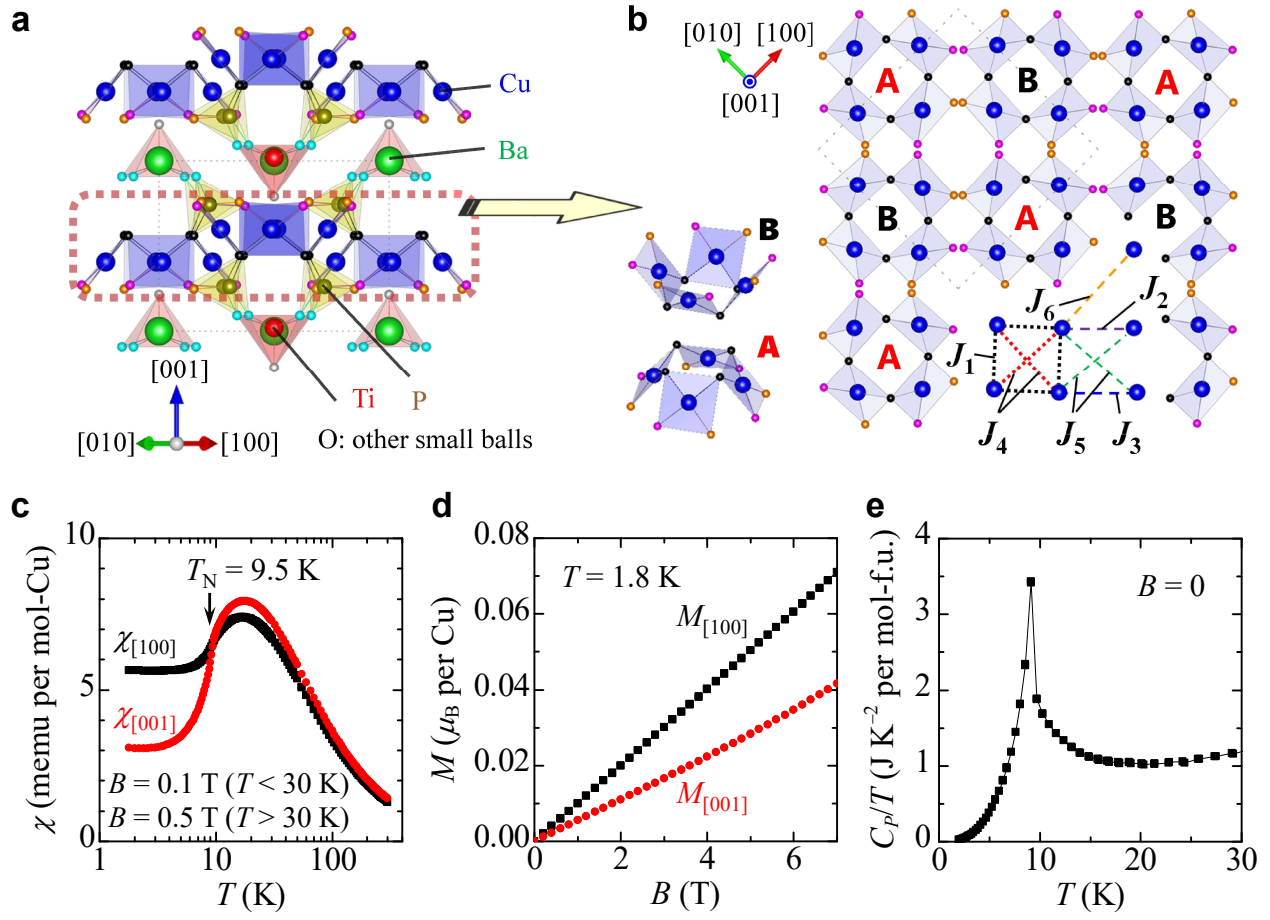 a
Cu
Ba
Ti
P
[001]
[010]
[100]
O: other small balls
b
[010]
[100]
[001]
A
B
A
B
A
B
A
B
A
J1
J2
J3
J4
J5
J6
c
χ (memu per mol-Cu)
10
5
0
TN = 9.5 K
χ[100]
χ[001]
B = 0.1 T (T < 30 K)
B = 0.5 T (T > 30 K)
1
10
100
T (K)
d
M (μB per Cu)
0.08
0.06
0.04
0.02
0.00
T = 1.8 K
M[100]
M[001]
0
2
4
6
B (T)
e
CP/T (J K−2 per mol-f.u.)
4
3
2
1
0
B = 0
0
10
20
30
T (K)